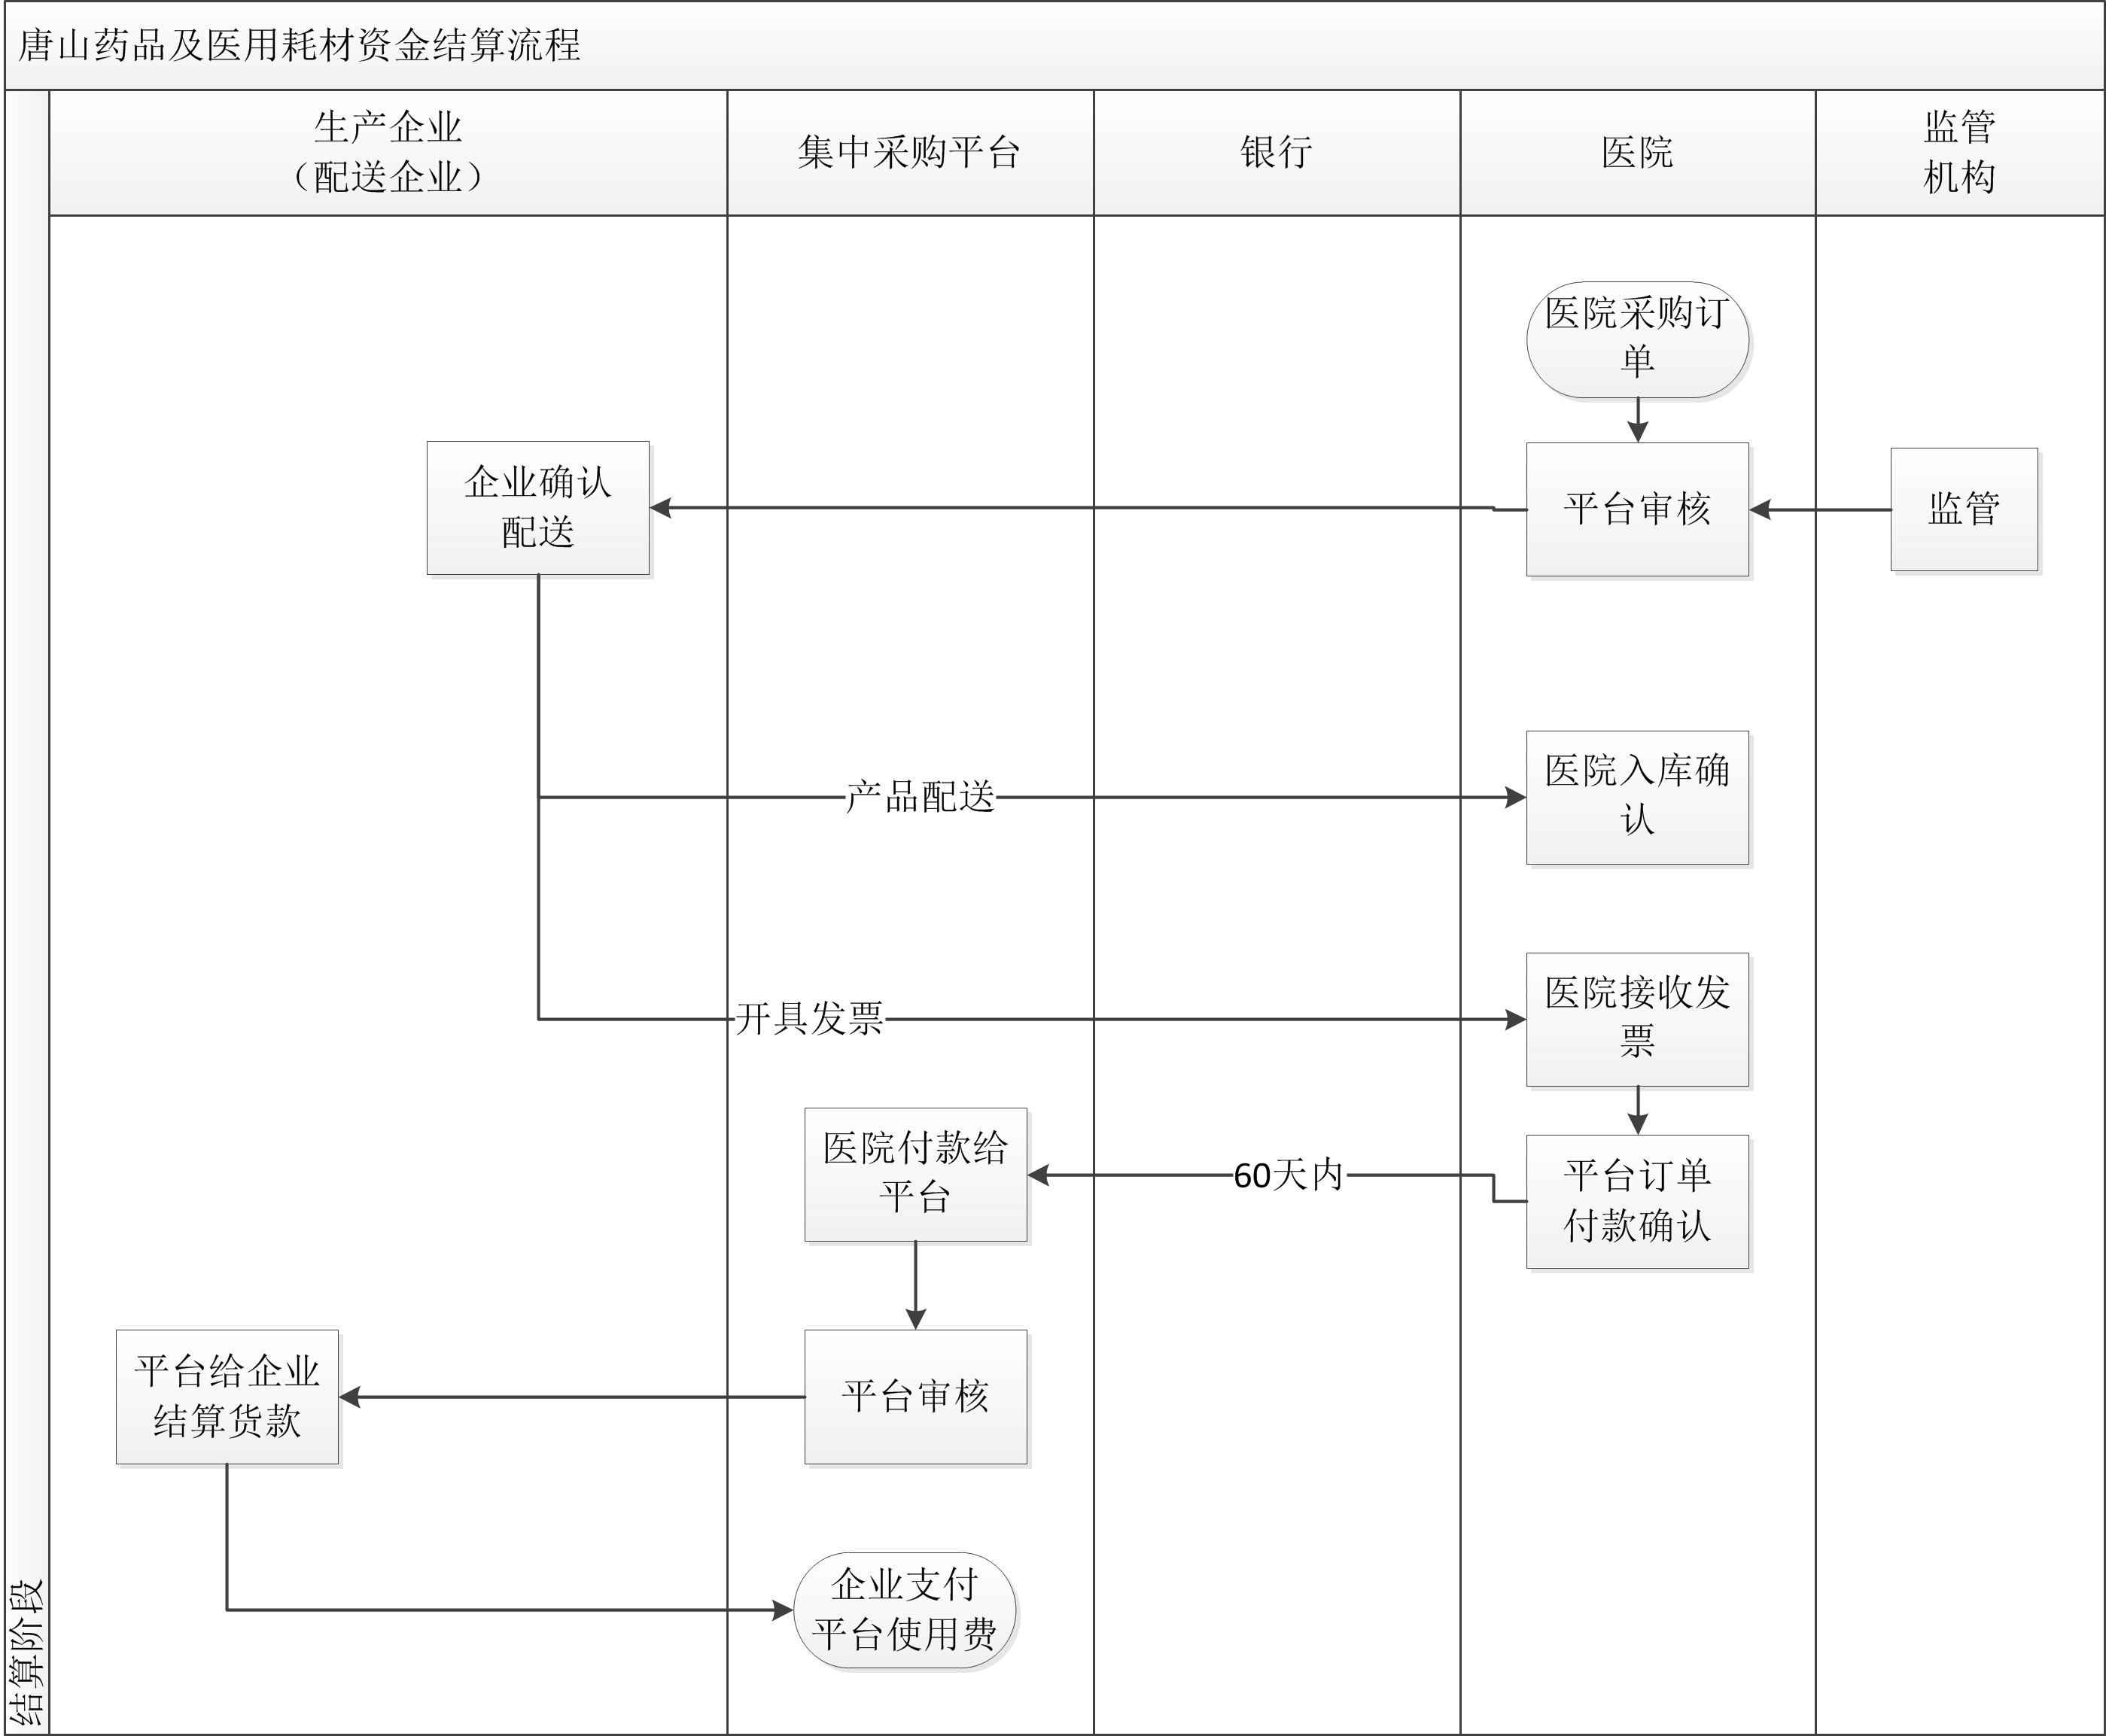 唐山药品及医用耗材资金结算流程
生产企业
（配送企业）
集中采购平台
银行
医院
监管
机构
医院采购订
单
企业确认
配送
平台审核
监管
产品配送
医院入库确
认
开具发票
医院接收发
票
医院付款给
平台
60天内
平台订单
付款确认
平台给企业
结算货款
平台审核
企业支付
平台使用费
结算阶段